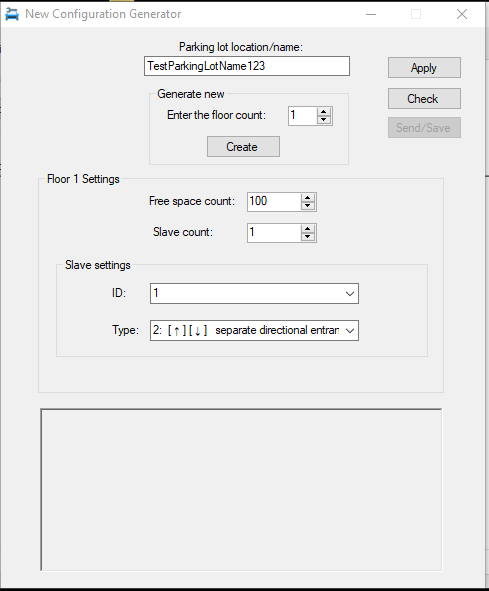 New Configuration Generator
Parking lot location/name:
TestParkingLotName123
Apply
Generate new
Check
Enter the floor count: 1
Send/Save
Create
Floor 1 Settings
Free space count: 100
Slave count: 1
Slave settings
ID: 1
Type: 2: [↑] [↓] separate directional entran